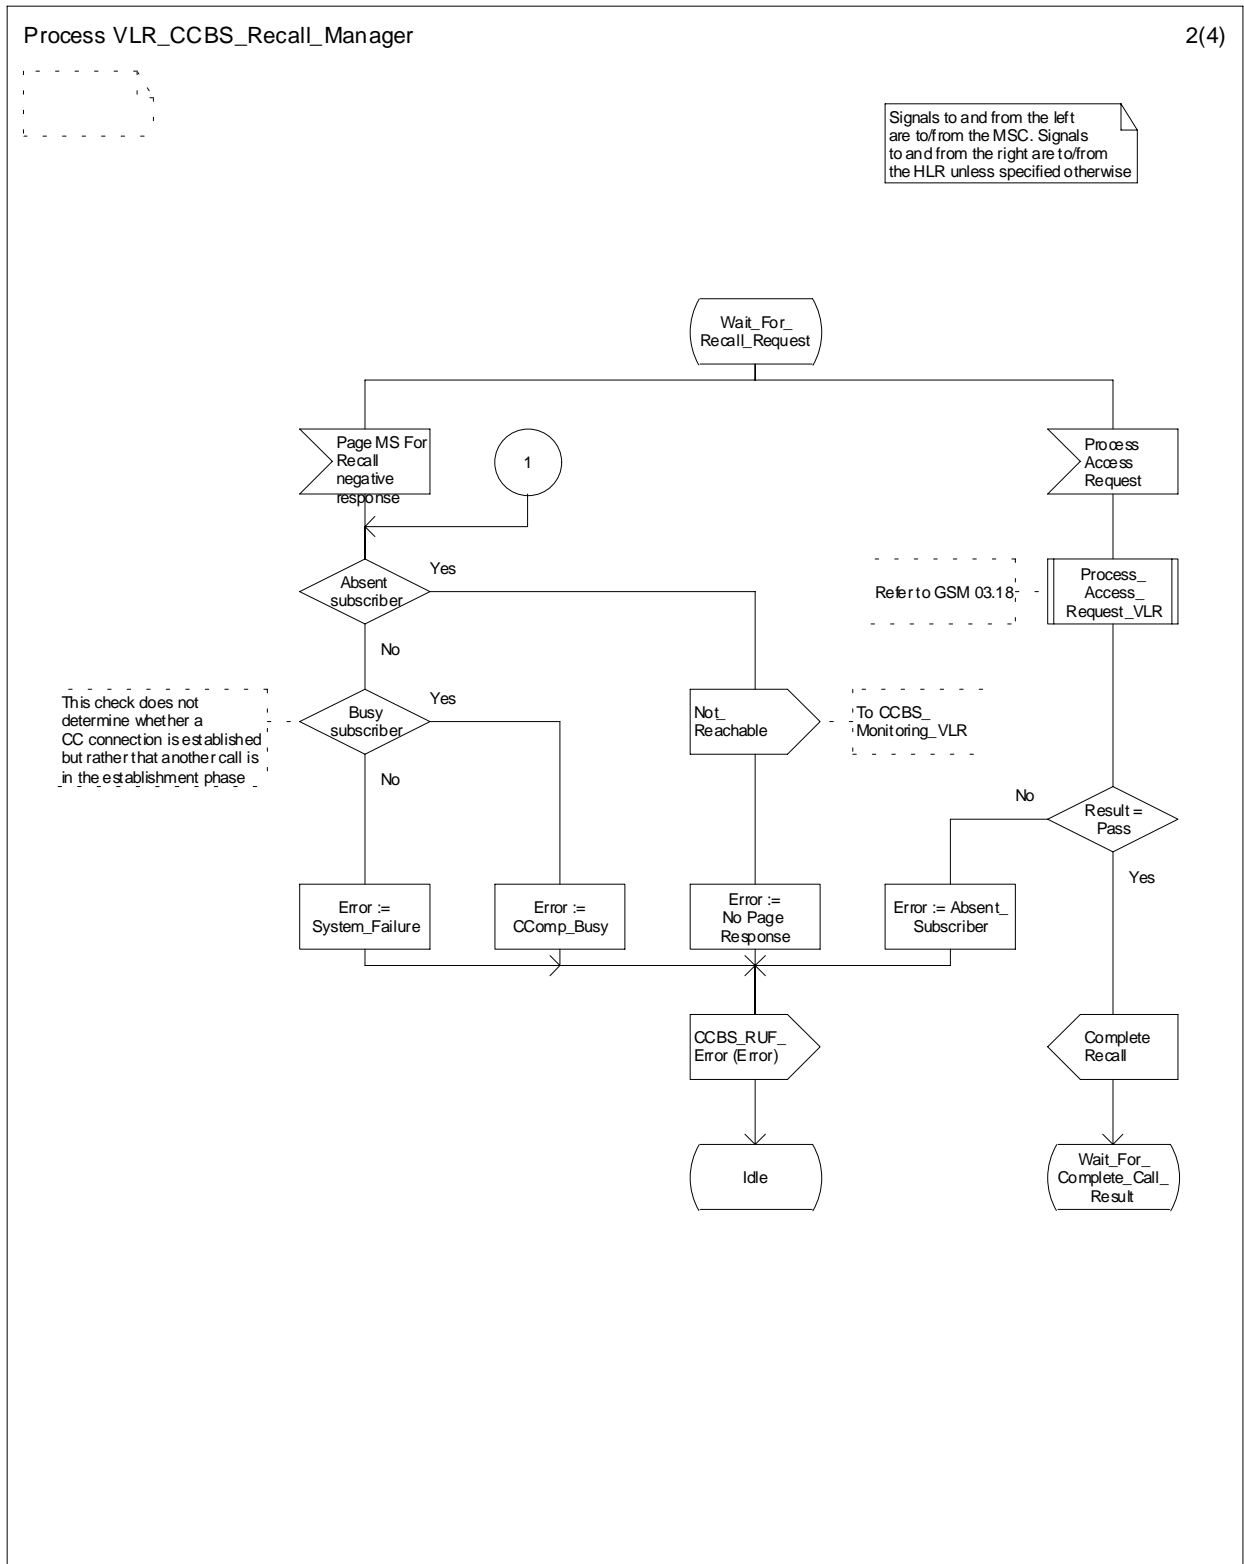 Process VLR_CCBS_Recall_Manager
2(4)
Signals to and from the left
are to/from the MSC. Signals
to and from the right are to/from
the HLR unless specified otherwise
Wait_For_
Recall_Request
Page MS For
Recall
negative
response
1
Process
Access
Request
Absent
subscriber
Yes
No
Refer to GSM 03.18
Process_
Access_
Request_VLR
This check does not
determine whether a
CC connection is established
but rather that another call is
in the establishment phase
Busy
subscriber
Yes
No
Not_
Reachable
To CCBS_
Monitoring_VLR
No
Result =
Pass
Yes
Error :=
System_Failure
Error :=
CComp_Busy
Error :=
No Page
Response
Error := Absent_
Subscriber
CCBS_RUF_
Error (Error)
Complete
Recall
Idle
Wait_For_
Complete_Call_
Result